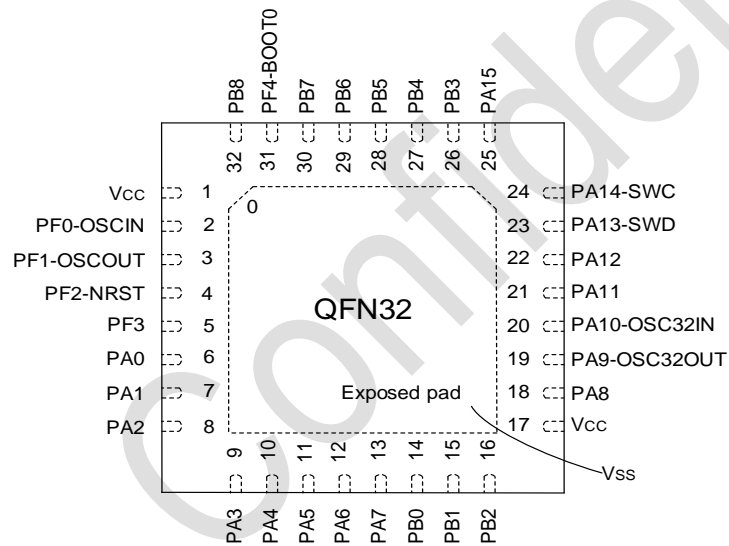 PB8
PF4-BOOT0
PB7
PB6
PB5
PB4
PB3
PA15
32
31
30
29
28
27
26
25
Vcc 1
PF0-OSCIN 2
PF1-OSCOUT 3
PF2-NRST 4
PF3 5
PA0 6
PA1 7
PA2 8
0
QFN32
Exposed pad
24 PA14-SWC
23 PA13-SWD
22 PA12
21 PA11
20 PA10-OSC32IN
19 PA9-OSC32OUT
18 PA8
17 Vcc
Vss
9
10
11
12
13
14
15
16
PA3
PA4
PA5
PA6
PA7
PB0
PB1
PB2